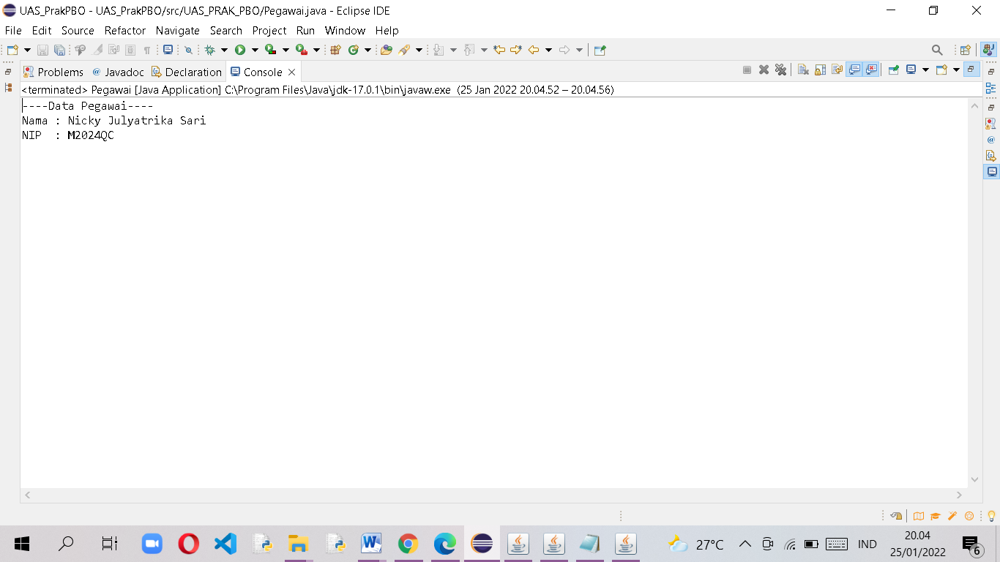 UAS_PrakPBO - UAS_PrakPBO/src/UAS_PRAK_PBO/Pegawai.java - Eclipse IDE
File Edit Source Refactor Navigate Search Project Run Window Help
Problems @ Javadoc Declaration Console
<terminated> Pegawai [Java Application] C:\Program Files\Java\jdk-17.0.1\bin\javaw.exe (25 Jan 2022 20.04.52 – 20.04.56)
----Data Pegawai----
Nama : Nicky Julyatrika Sari
NIP  : M2024QC
27°C IND 20.04
25/01/2022 6